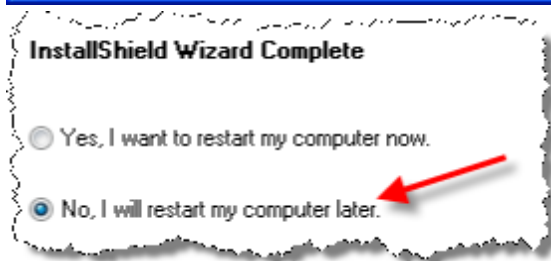 InstallShield Wizard Complete
Yes, I want to restart my computer now.
No, I will restart my computer later.